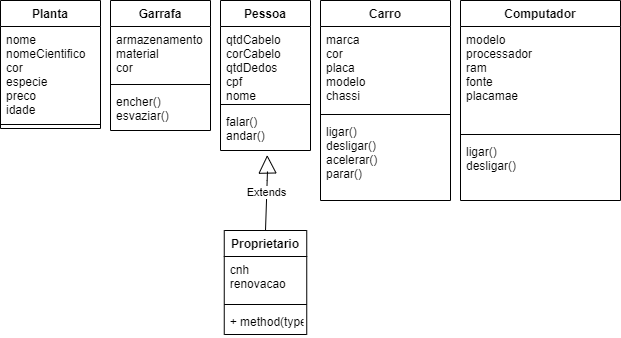 Planta
nome
nomeCientifico
cor
especie
preco
idade
Garrafa
armazenamento
material
cor
encher()
esvaziar()
Pessoa
qtdCabelo
corCabelo
qtdDedos
cpf
nome
falar()
andar()
Carro
marca
cor
placa
modelo
chassi
ligar()
desligar()
acelerar()
parar()
Computador
modelo
processador
ram
fonte
placamae
ligar()
desligar()
Extends
Proprietario
cnh
renovacao
+ method(type